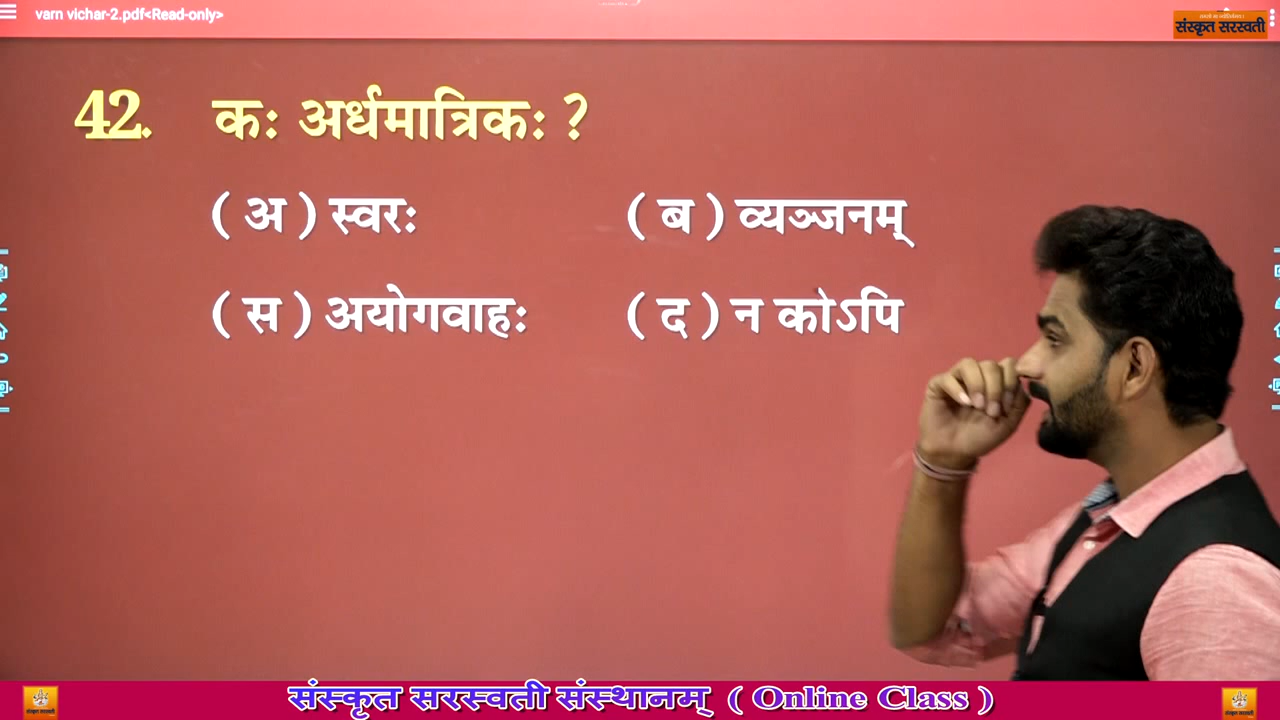 varn vichar-2.pdf<Read-only>
संस्कृत सरस्वती
42. कः अर्धमात्रिकः ?
( अ ) स्वरः ( ब ) व्यञ्जनम्
( स ) अयोगवाहः ( द ) न कोऽपि
संस्कृत सरस्वती संस्थानम् ( Online Class )